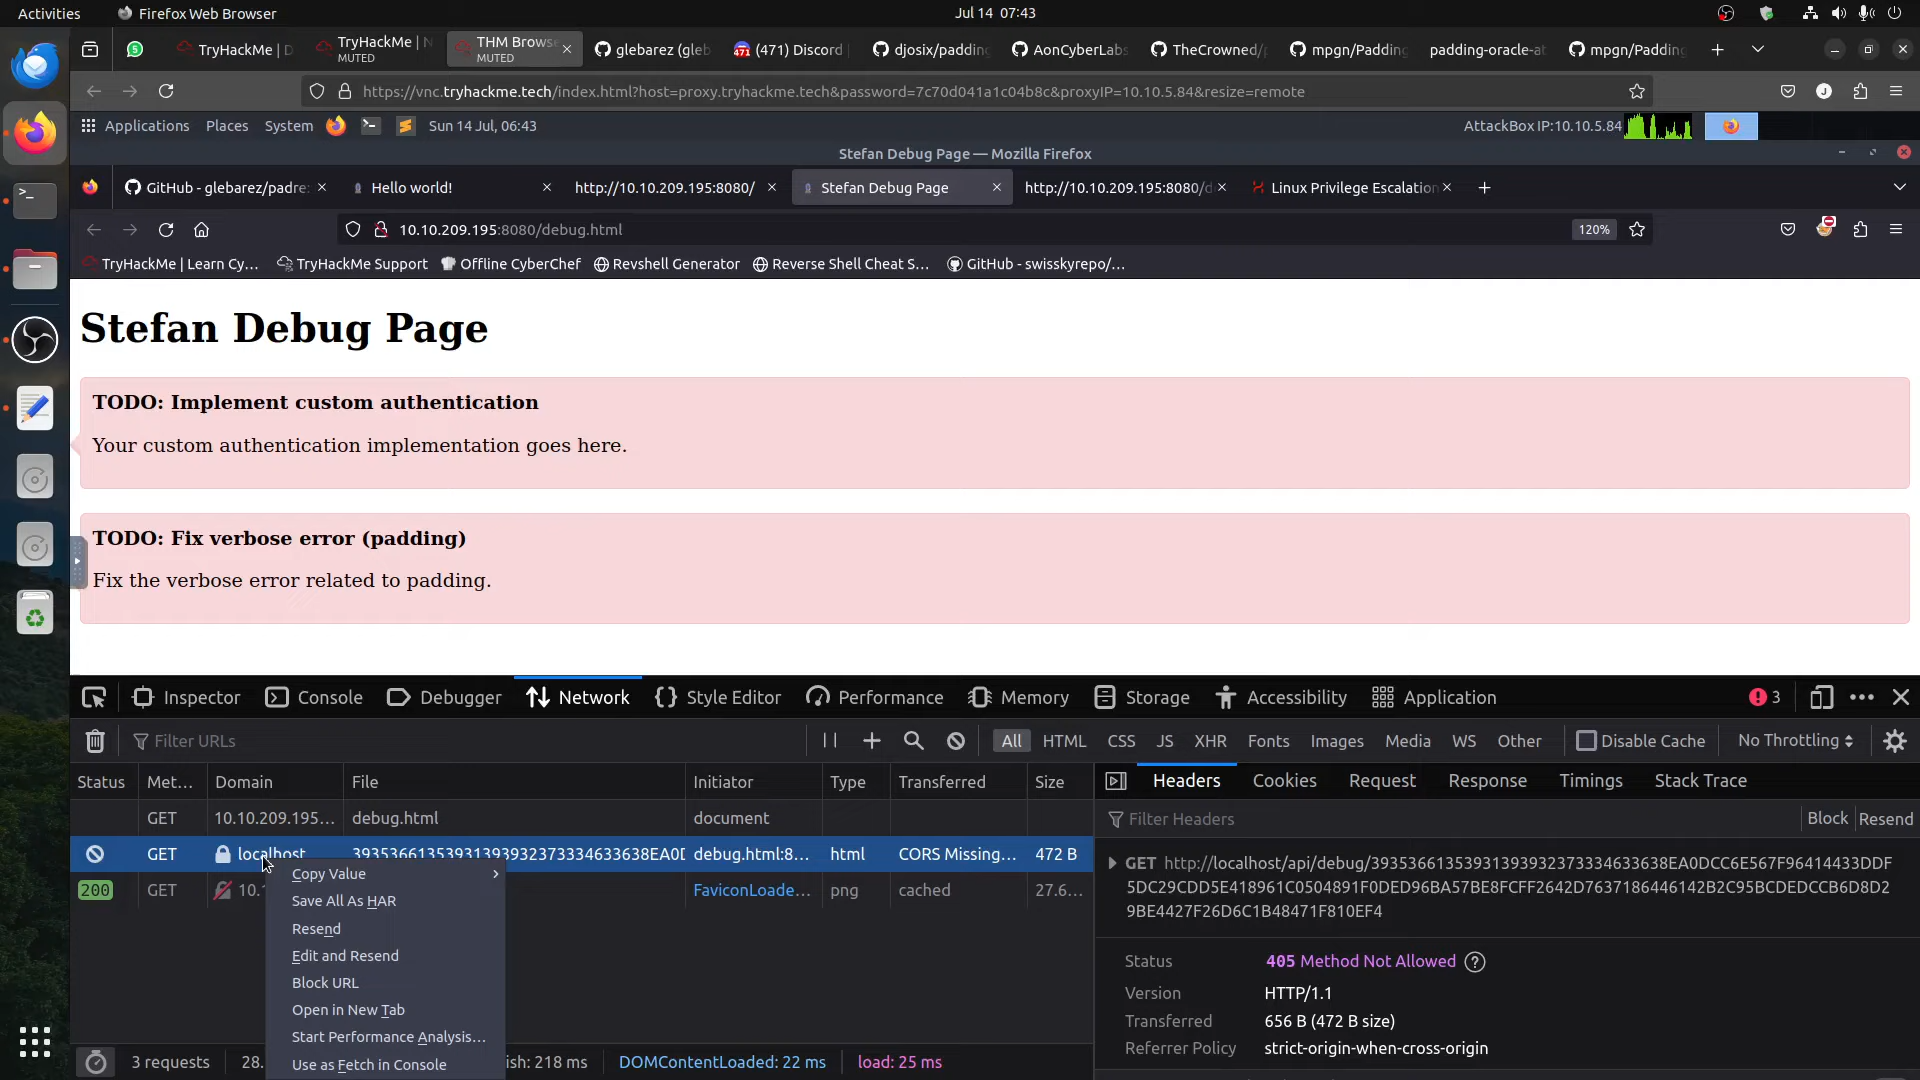 Activities
Firefox Web Browser
Jul 14 07:43
TryHackMe | D
TryHackMe | N
MUTED
THM Brows
MUTED
glebarez (gleb
(471) Discord
djosix/padding
AonCyberLabs
TheCrowned/p
mpgn/Padding
padding-oracle-at
mpgn/Padding
https://vnc.tryhackme.tech/index.html?host=proxy.tryhackme.tech&password=7c70d041a1c04b8c&proxyIP=10.10.5.84&resize=remote
Applications
Places
System
Sun 14 Jul, 06:43
AttackBox IP:10.10.5.84
Stefan Debug Page — Mozilla Firefox
GitHub - glebarez/padre:
Hello world!
http://10.10.209.195:8080/
Stefan Debug Page
http://10.10.209.195:8080/d
Linux Privilege Escalation
10.10.209.195:8080/debug.html
120%
TryHackMe | Learn Cy...
TryHackMe Support
Offline CyberChef
Revshell Generator
Reverse Shell Cheat S...
GitHub - swisskyrepo/...
Stefan Debug Page
TODO: Implement custom authentication
Your custom authentication implementation goes here.
TODO: Fix verbose error (padding)
Fix the verbose error related to padding.
Inspector
Console
Debugger
Network
Style Editor
Performance
Memory
Storage
Accessibility
Application
3
Filter URLs
All
HTML
CSS
JS
XHR
Fonts
Images
Media
WS
Other
Disable Cache
No Throttling
Status
Met...
Domain
File
Initiator
Type
Transferred
Size
GET
10.10.209.195...
debug.html
document
GET
localhost
39353661353931393932373334633638EA0D
debug.html:8...
html
CORS Missing...
472 B
200
GET
10.1
FaviconLoade...
png
cached
27.6...
Copy Value
Save All As HAR
Resend
Edit and Resend
Block URL
Open in New Tab
Start Performance Analysis...
Use as Fetch in Console
Headers
Cookies
Request
Response
Timings
Stack Trace
Filter Headers
Block
Resend
GET http://localhost/api/debug/39353661353931393932373334633638EA0DCC6E567F96414433DDF
5DC29CDD5E418961C0504891F0DED96BA57BE8FCFF2642D7637186446142B2C95BCDEDCCB6D8D2
9BE4427F26D6C1B48471F810EF4
Status
405 Method Not Allowed
Version
HTTP/1.1
Transferred
656 B (472 B size)
Referrer Policy
strict-origin-when-cross-origin
3 requests
28.
ish: 218 ms
DOMContentLoaded: 22 ms
load: 25 ms